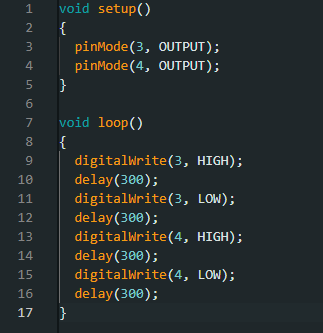 1 void setup()
2 {
3   pinMode(3, OUTPUT);
4   pinMode(4, OUTPUT);
5 }
6
7 void loop()
8 {
9   digitalWrite(3, HIGH);
10   delay(300);
11   digitalWrite(3, LOW);
12   delay(300);
13   digitalWrite(4, HIGH);
14   delay(300);
15   digitalWrite(4, LOW);
16   delay(300);
17 }